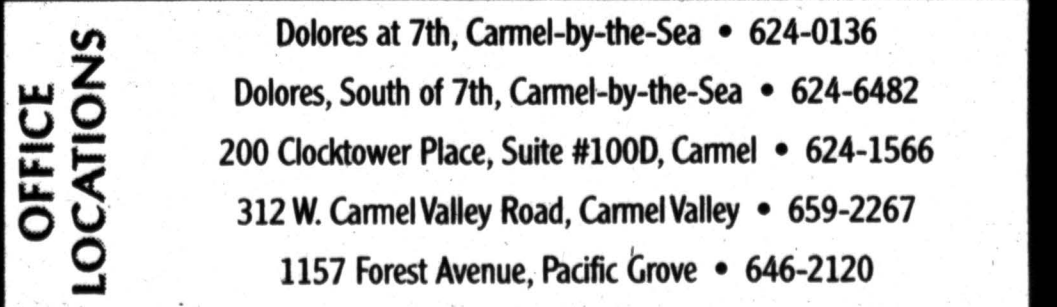 OFFICE
LOCATIONS
Dolores at 7th, Carmel-by-the-Sea • 624-0136
Dolores, South of 7th, Carmel-by-the-Sea • 624-6482
200 Clocktower Place, Suite #100D, Carmel • 624-1566
312 W. Carmel Valley Road, Carmel Valley • 659-2267
1157 Forest Avenue, Pacific Grove • 646-2120